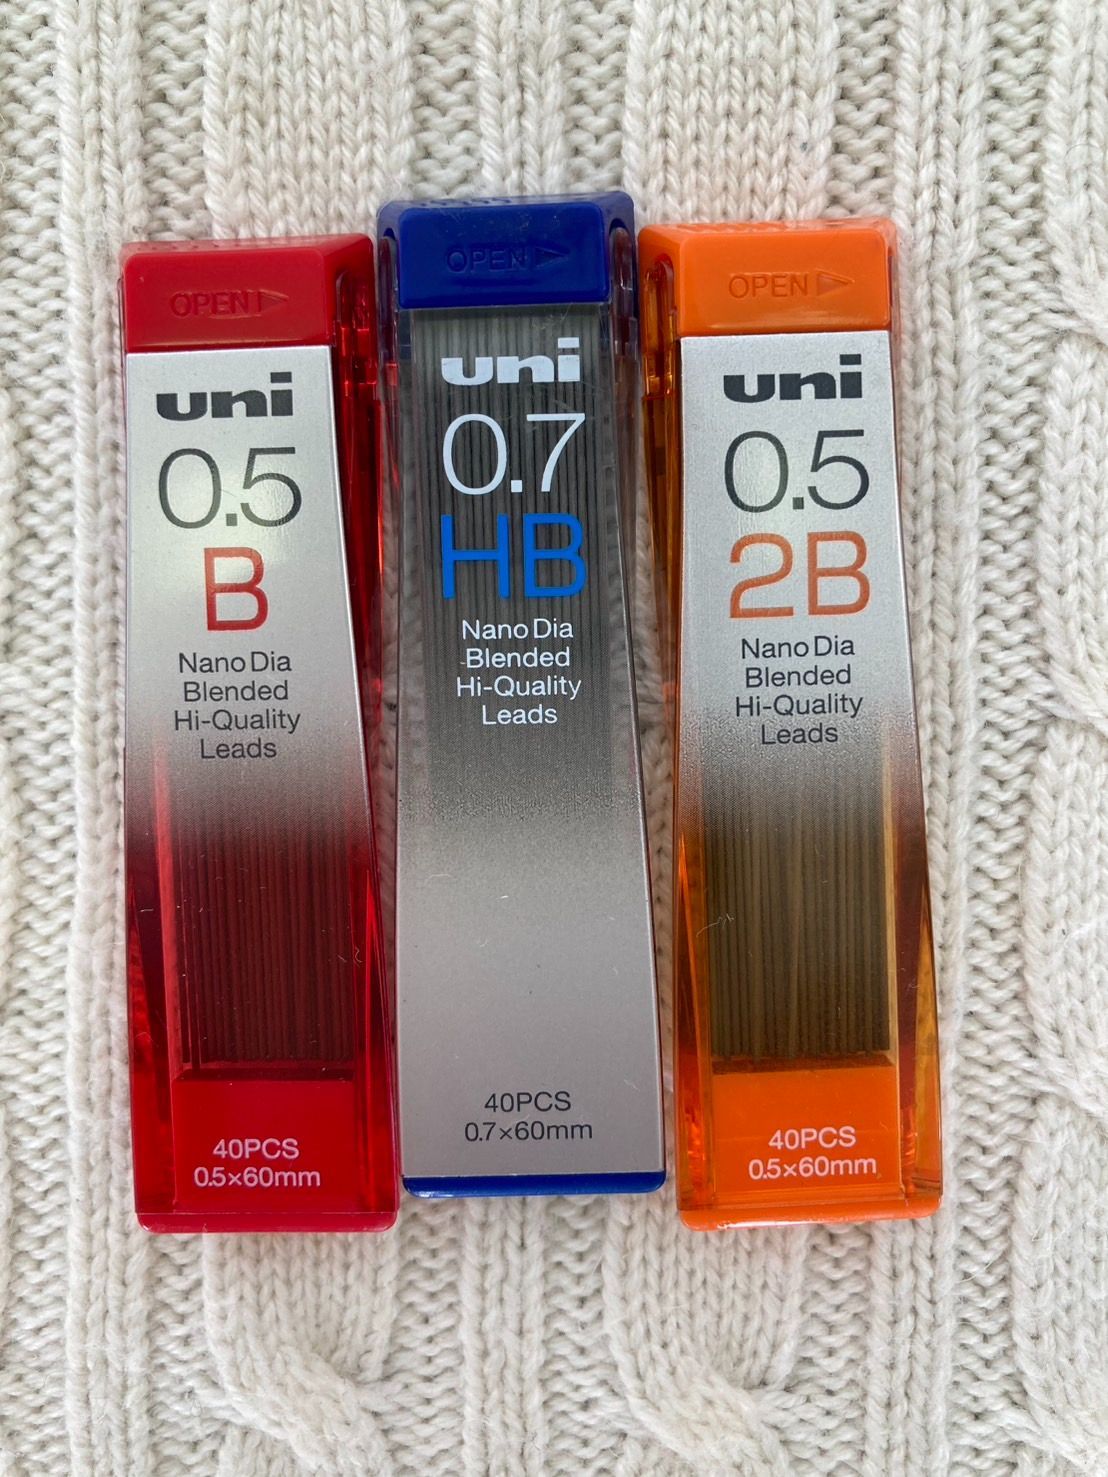 OPEN
uni
0.5
B
Nano Dia
Blended
Hi-Quality
Leads
40PCS
0.5×60mm
OPEN
uni
0.7
HB
Nano Dia
Blended
Hi-Quality
Leads
40PCS
0.7×60mm
OPEN
uni
0.5
2B
Nano Dia
Blended
Hi-Quality
Leads
40PCS
0.5×60mm